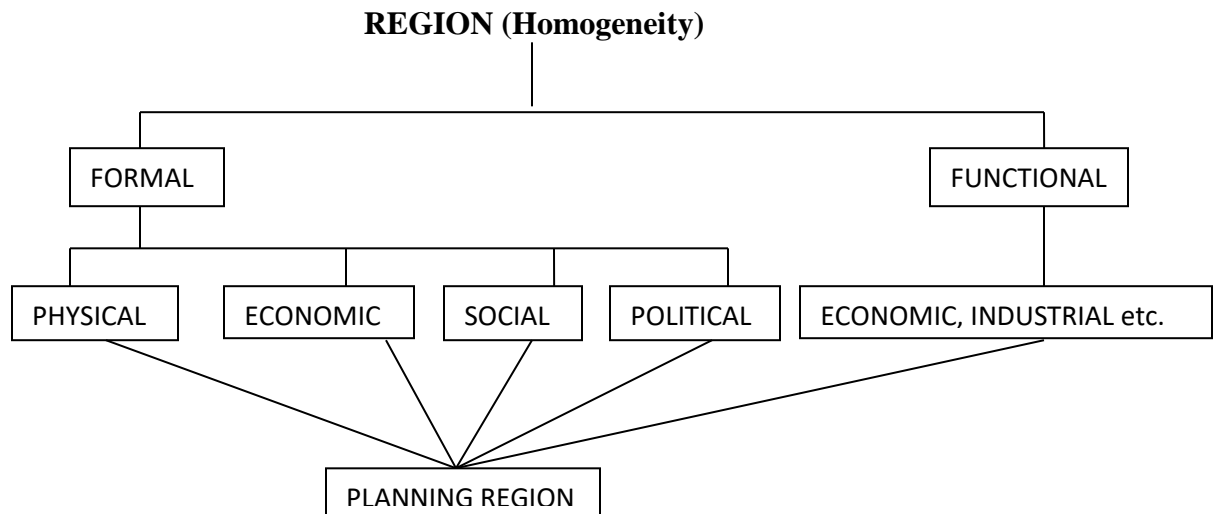 REGION (Homogeneity)
FORMAL
FUNCTIONAL
PHYSICAL
ECONOMIC
SOCIAL
POLITICAL
ECONOMIC, INDUSTRIAL etc.
PLANNING REGION